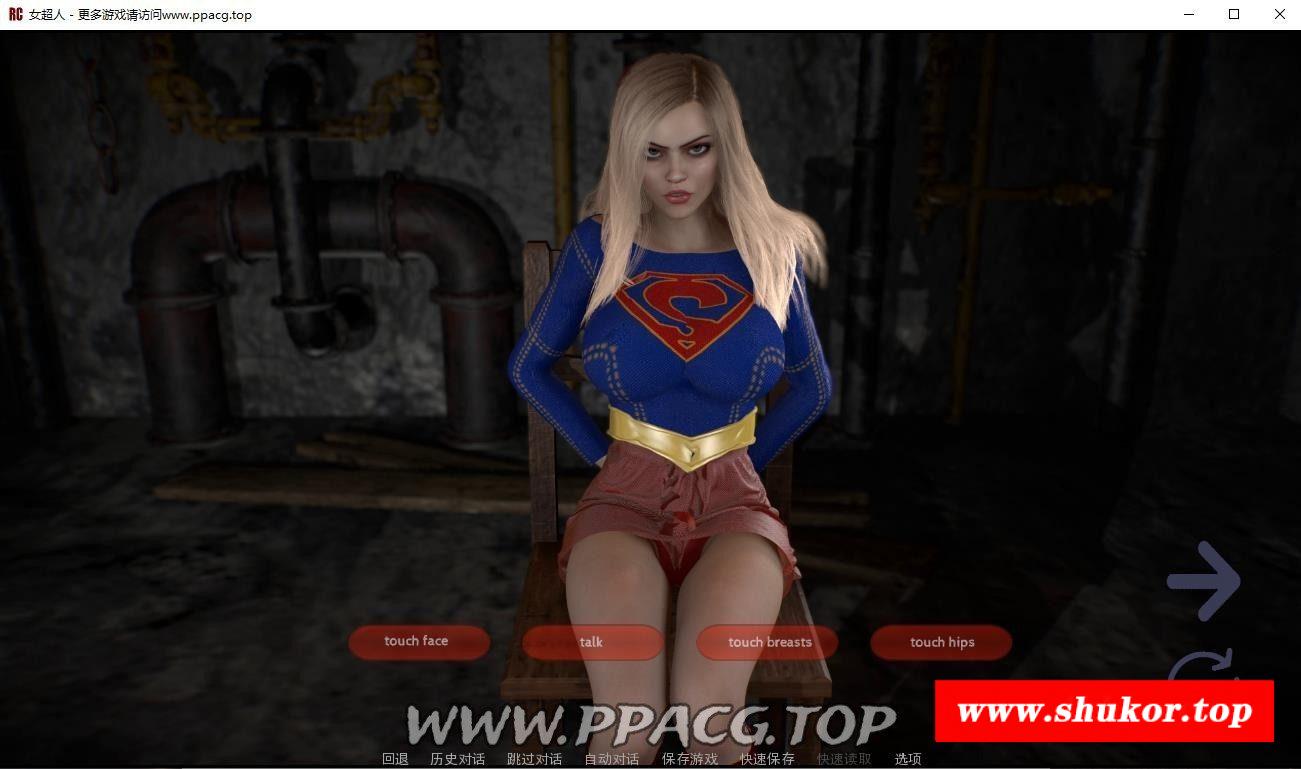 RC 女超人 - 更多游戏请访问www.ppacg.top
S
touch face talk touch breasts touch hips
www.shukor.top
WWW.PPACG.TOP
回退 历史对话 跳过对话 自动对话 保存游戏 快速保存 快速读取 选项